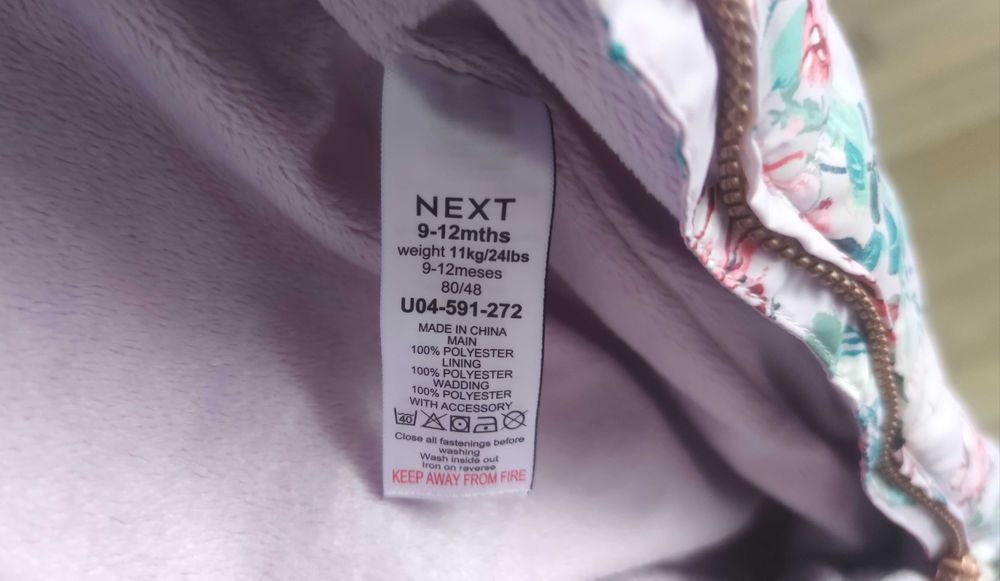 NEXT
9-12mths
weight 11kg/24lbs
9-12meses
80/48
U04-591-272
MADE IN CHINA
MAIN
100% POLYESTER
LINING
100% POLYESTER
WADDING
100% POLYESTER
WITH ACCESSORY
40
Close all fastenings before
washing
Wash inside out
Iron on reverse
KEEP AWAY FROM FIRE